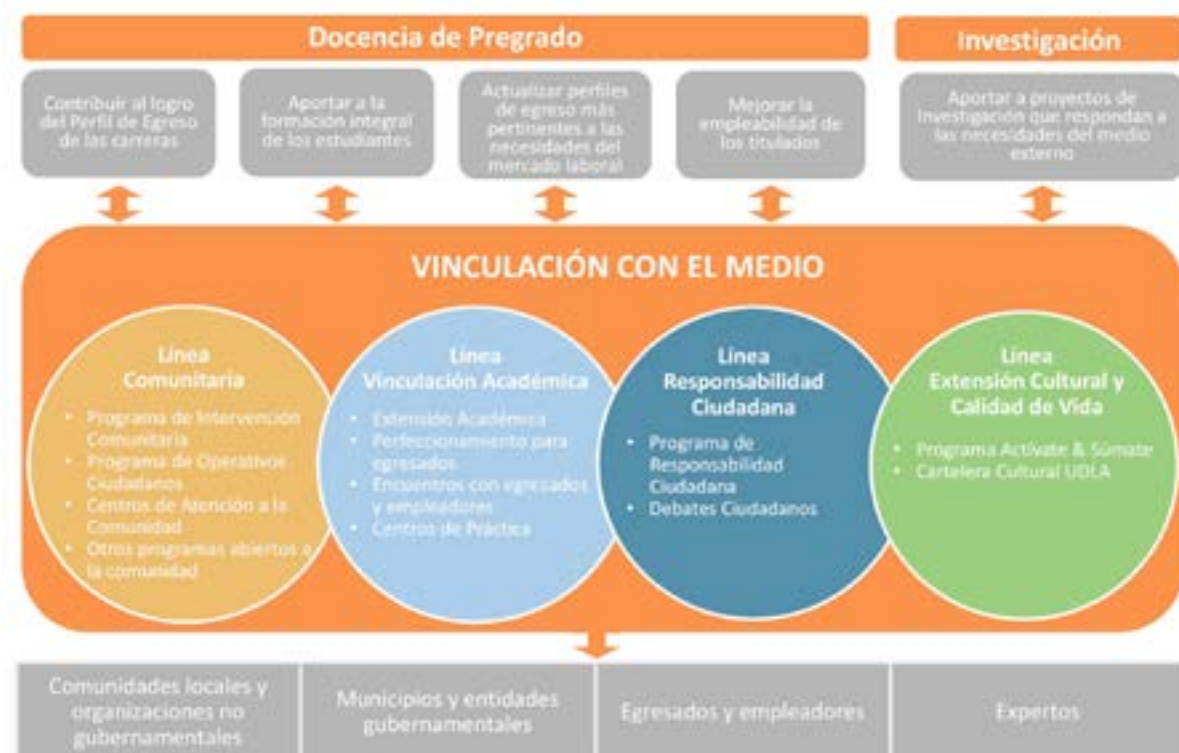 Docencia de Pregrado
Investigación
Contribuir al logro
del Perfil de Egreso
de las carreras
Aportar a la
formación integral
de los estudiantes
Actualizar perfiles
de egreso más
pertinentes a las
necesidades del
mercado laboral
Mejorar la
empleabilidad de
los titulados
Aportar a proyectos de
Investigación que respondan a
las necesidades del medio
externo
VINCULACIÓN CON EL MEDIO
Línea
Comunitaria
• Programa de Intervención
Comunitaria
• Programa de Operativos
Ciudadanos
• Centros de Atención a la
Comunidad
• Otros programas abiertos a
la comunidad
Línea
Vinculación Académica
• Extensión Académica
• Perfeccionamiento para
egresados
• Encuentros con egresados
y empleadores
• Centros de Práctica
Línea
Responsabilidad
Ciudadana
• Programa de
Responsabilidad
Ciudadana
• Debates Ciudadanos
Línea
Extensión Cultural y
Calidad de Vida
• Programa Actívate & Súmate
• Cartelera Cultural UDLA
Comunidades locales y
organizaciones no
gubernamentales
Municipios y entidades
gubernamentales
Egresados y empleadores
Expertos